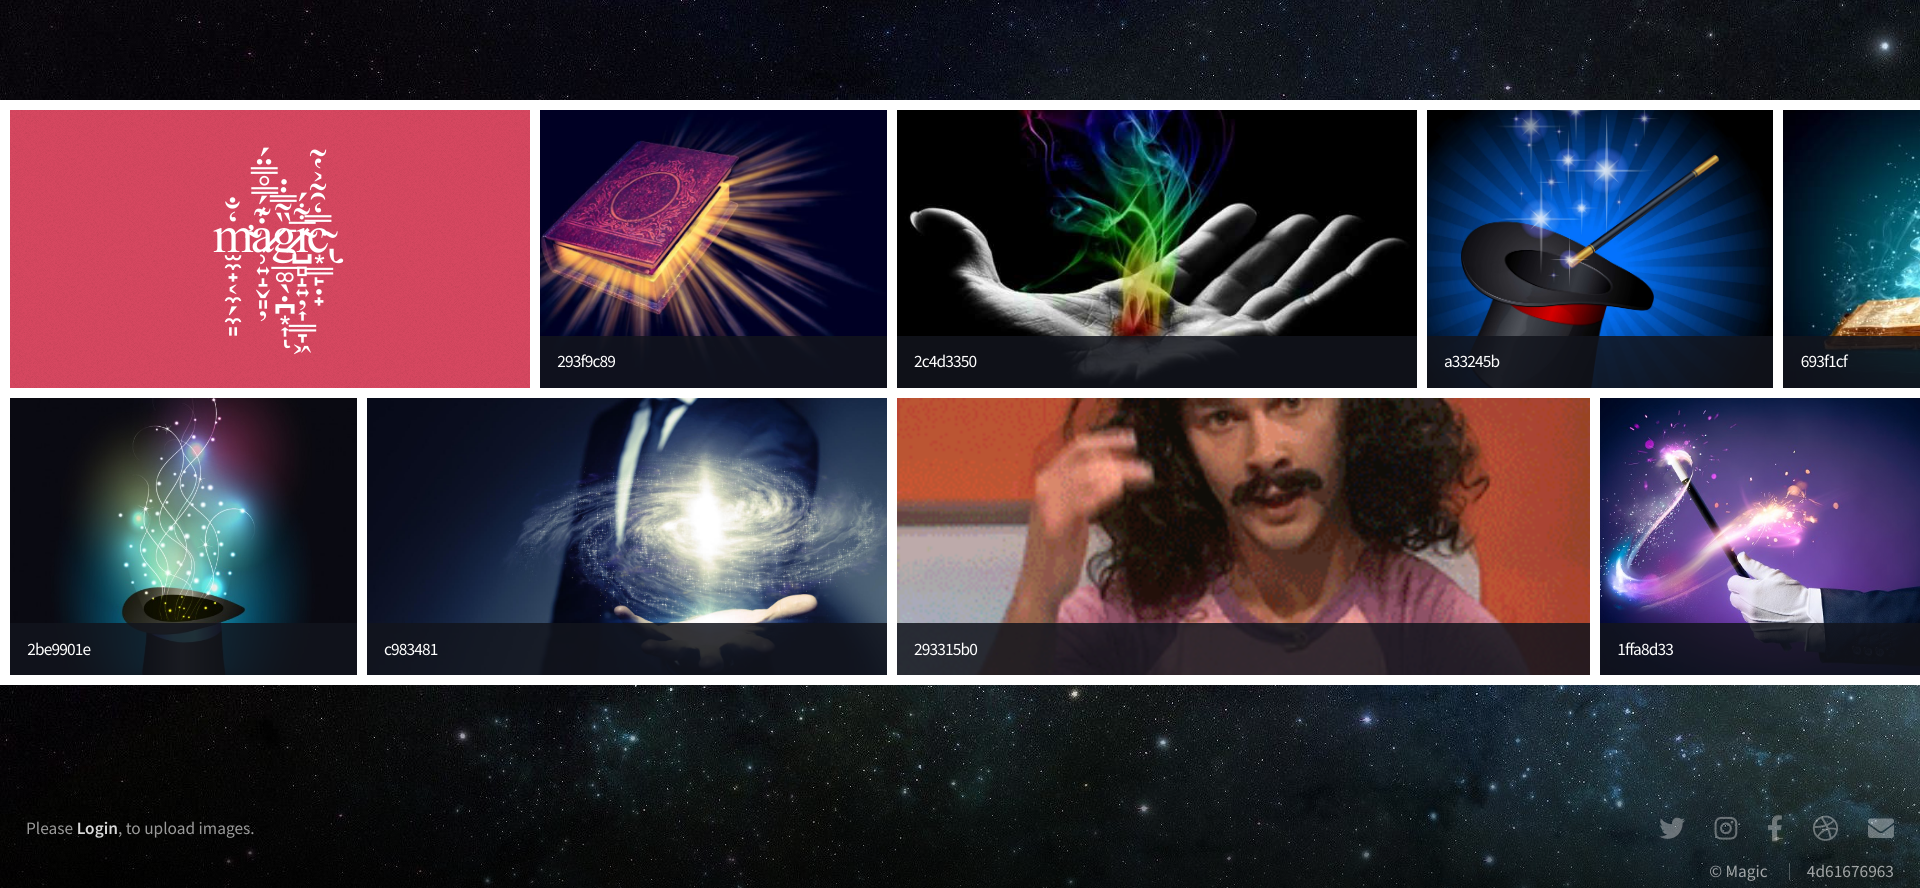 magic
293f9c89
2c4d3350
a33245b
693f1cf
2be9901e
c983481
293315b0
1ffa8d33
Please Login, to upload images.
© Magic | 4d61676963